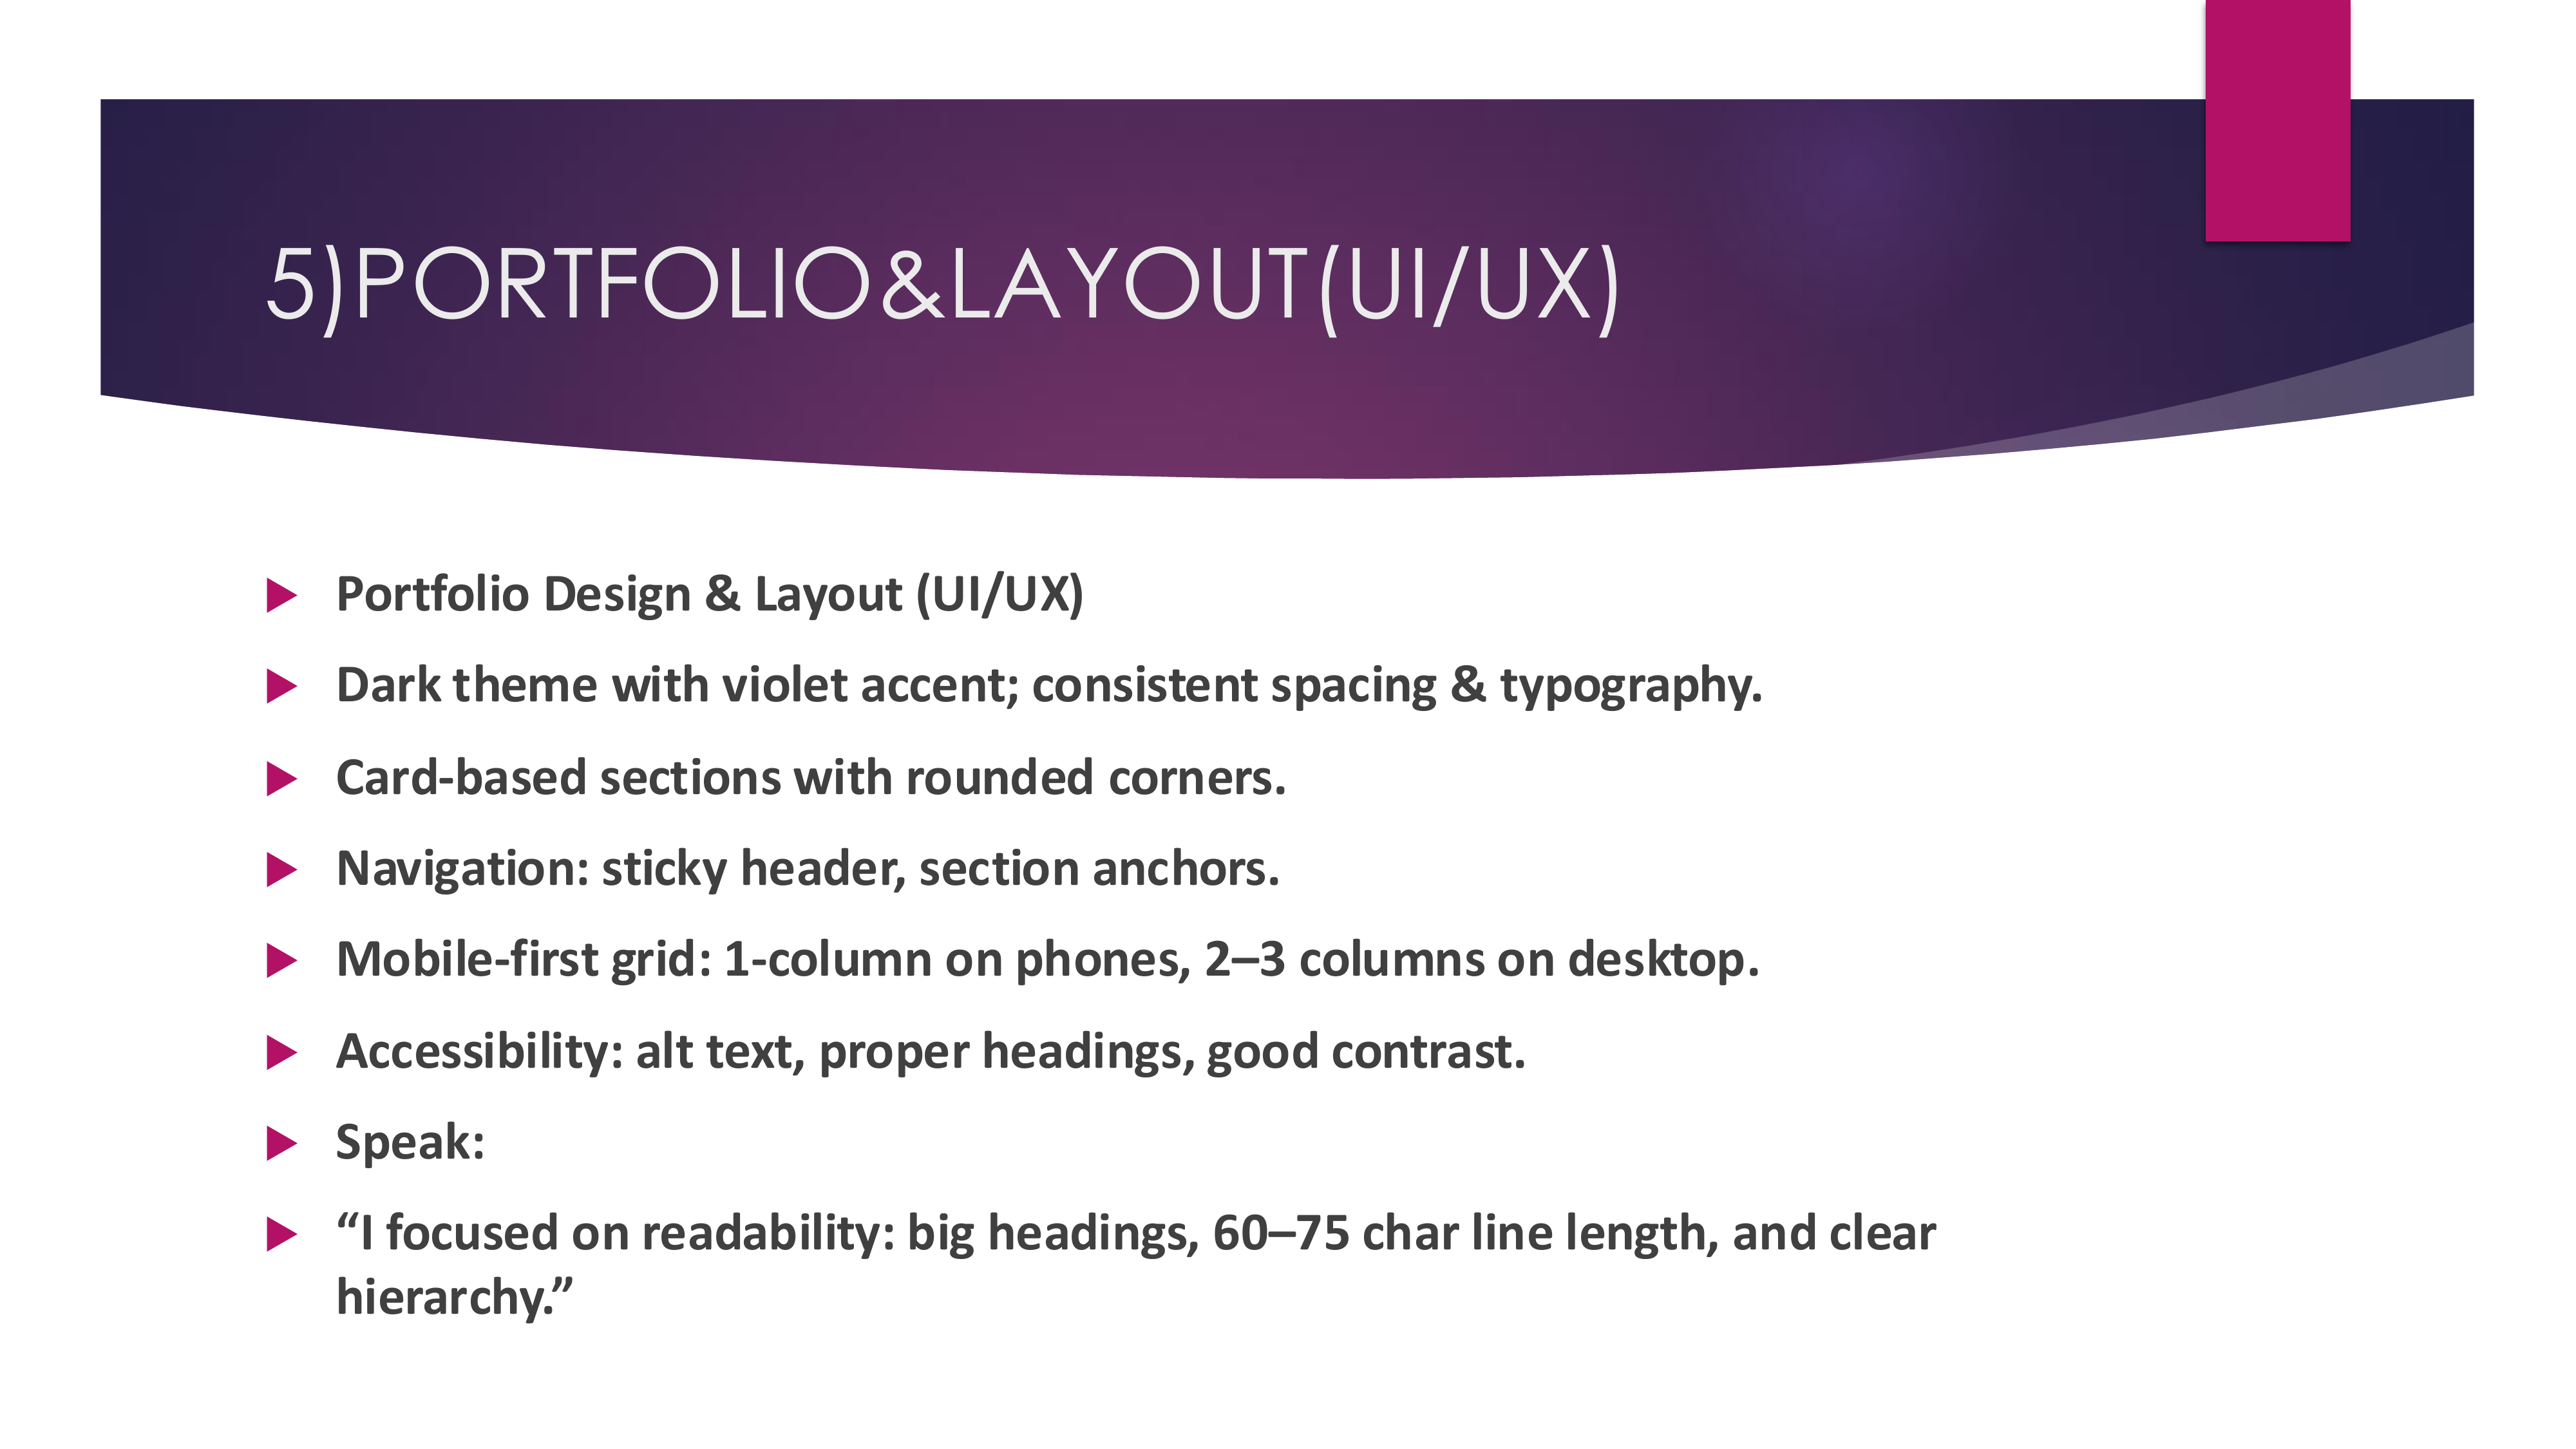 5)PORTFOLIO&LAYOUT(UI/UX)
Portfolio Design & Layout (UI/UX)
Dark theme with violet accent; consistent spacing & typography.
Card-based sections with rounded corners.
Navigation: sticky header, section anchors.
Mobile-first grid: 1-column on phones, 2–3 columns on desktop.
Accessibility: alt text, proper headings, good contrast.
Speak:
“I focused on readability: big headings, 60–75 char line length, and clear
hierarchy.”